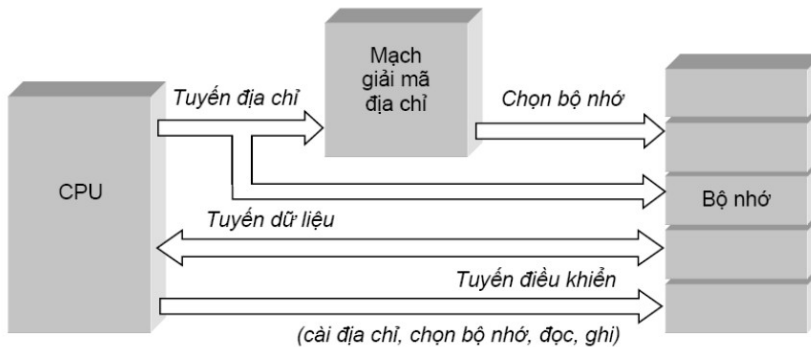 Mạch
giải mã
địa chỉ
Tuyến địa chỉ
Chọn bộ nhớ
CPU
Bộ nhớ
Tuyến dữ liệu
Tuyến điều khiển
(cài địa chỉ, chọn bộ nhớ, đọc, ghi)